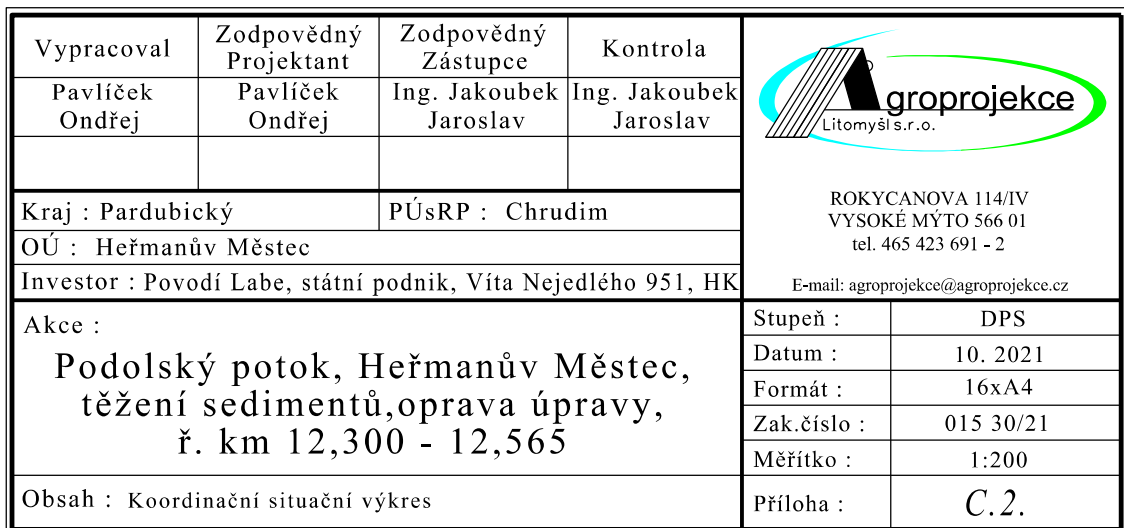 Vypracoval
Zodpovědný
Projektant
Zodpovědný
Zástupce
Kontrola
Pavlíček
Ondřej
Pavlíček
Ondřej
Ing. Jakoubek
Jaroslav
Ing. Jakoubek
Jaroslav
Kraj : Pardubický
PÚsRP : Chrudim
OÚ : Heřmanův Městec
Investor : Povodí Labe, státní podnik, Víta Nejedlého 951, HK
Agroprojekce
Litomyšl s.r.o.
ROKYCANOVA 114/IV
VYSOKÉ MÝTO 566 01
tel. 465 423 691 - 2
E-mail: agroprojekce@agroprojekce.cz
Akce :
Podolský potok, Heřmanův Městec,
těžení sedimentů,oprava úpravy,
ř. km 12,300 - 12,565
Obsah : Koordinační situační výkres
Stupeň : DPS
Datum : 10. 2021
Formát : 16xA4
Zak.číslo : 015 30/21
Měřítko : 1:200
Příloha : C.2.